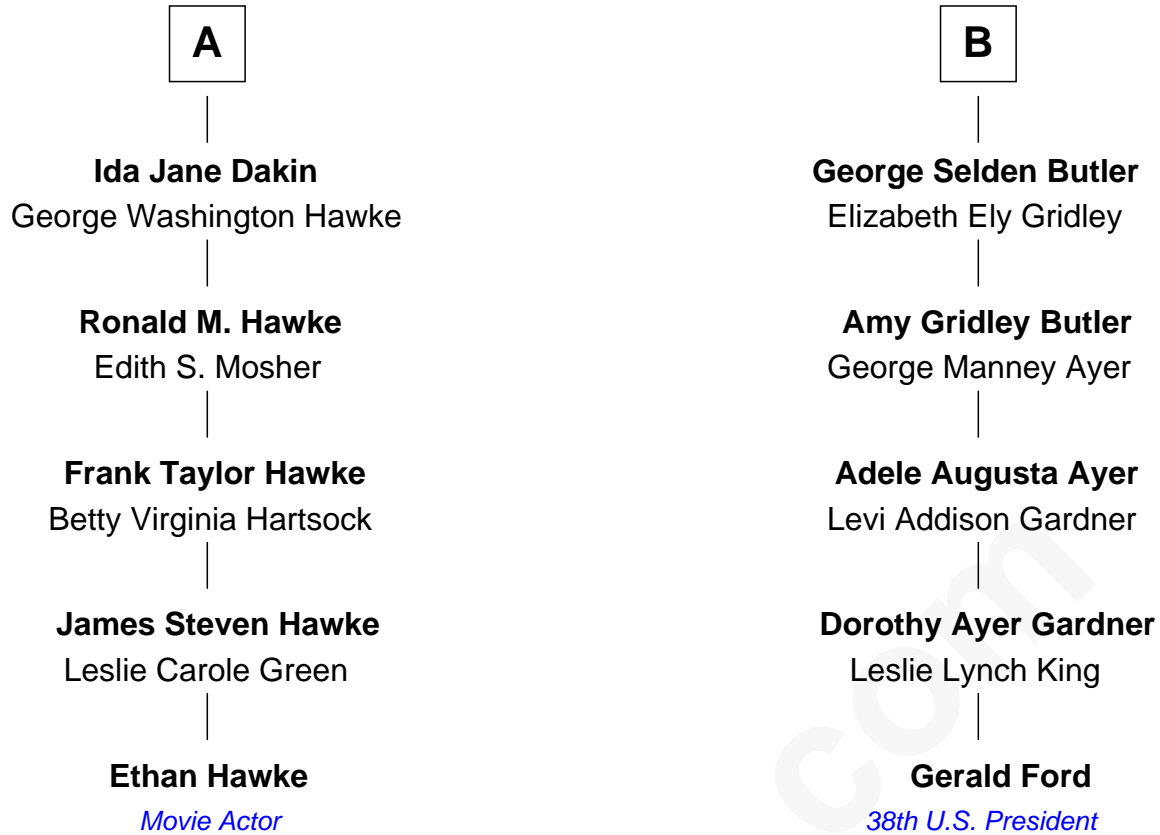 A
Ida Jane Dakin
George Washington Hawke
Ronald M. Hawke
Edith S. Mosher
Frank Taylor Hawke
Betty Virginia Hartsock
James Steven Hawke
Leslie Carole Green
Ethan Hawke
Movie Actor
B
George Selden Butler
Elizabeth Ely Gridley
Amy Gridley Butler
George Manney Ayer
Adele Augusta Ayer
Levi Addison Gardner
Dorothy Ayer Gardner
Leslie Lynch King
Gerald Ford
38th U.S. President
com